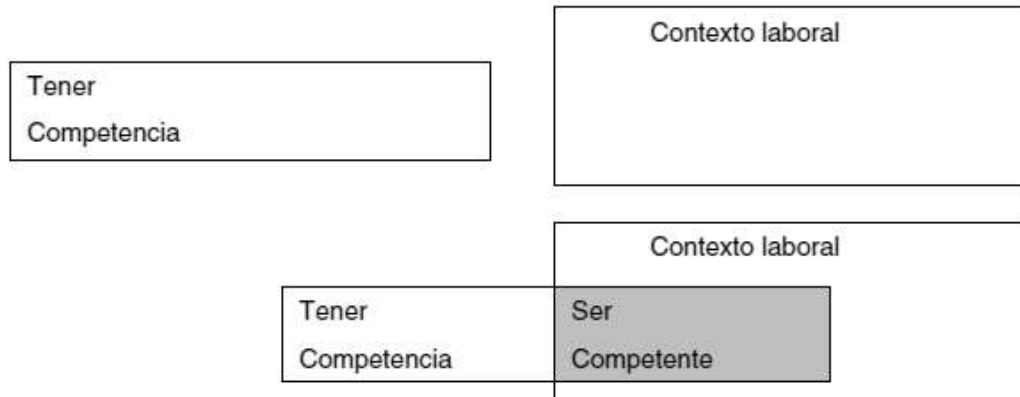 Contexto laboral
Tener
Competencia
Contexto laboral
Tener
Competencia
Ser
Competente